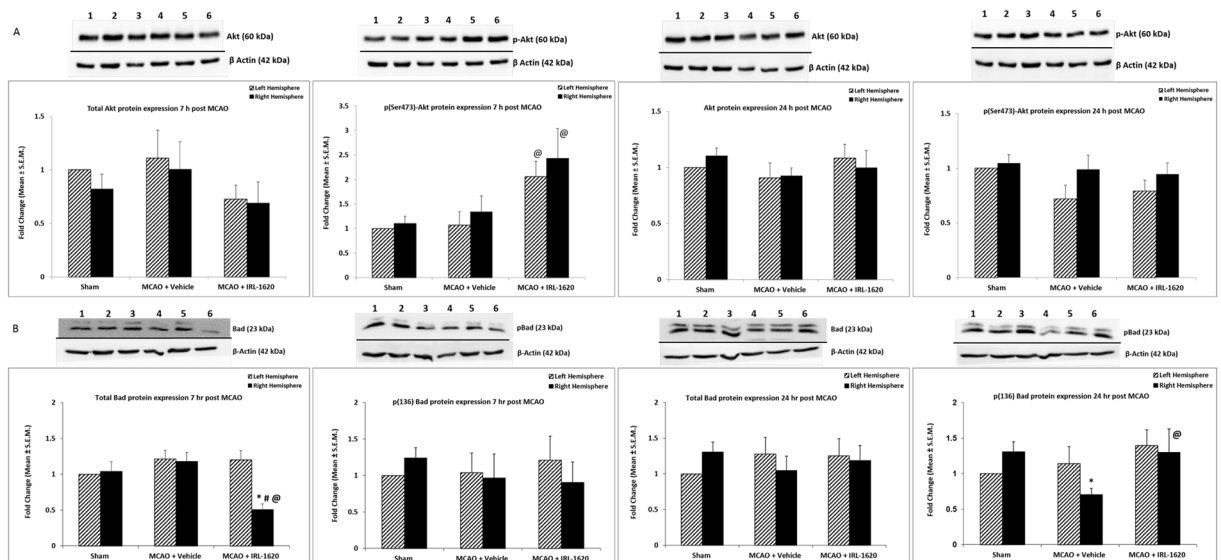 A
1 2 3 4 5 6
Akt (60 kDa)
β Actin (42 kDa)
Left Hemisphere
Right Hemisphere
Total Akt protein expression 7 h post MCAO
Fold Change (Mean ± S.E.M.)
1.5
1
0.5
0
Sham MCAO + Vehicle MCAO + IRL-1620
1 2 3 4 5 6
p-Akt (60 kDa)
β Actin (42 kDa)
Left Hemisphere
Right Hemisphere
p(Ser473)-Akt protein expression 7 h post MCAO
Fold Change (Mean ± S.E.M.)
3.5
3
2.5
2
1.5
1
0.5
0
@ @
Sham MCAO + Vehicle MCAO + IRL-1620
1 2 3 4 5 6
Akt (60 kDa)
β Actin (42 kDa)
Left Hemisphere
Right Hemisphere
Akt protein expression 24 h post MCAO
Fold Change (Mean ± S.E.M.)
1.5
1
0.5
0
Sham MCAO + Vehicle MCAO + IRL-1620
1 2 3 4 5 6
p-Akt (60 kDa)
β Actin (42 kDa)
Left Hemisphere
Right Hemisphere
p(Ser473)-Akt protein expression 24 h post MCAO
Fold Change (Mean ± S.E.M.)
1.5
1
0.5
0
Sham MCAO + Vehicle MCAO + IRL-1620
B
1 2 3 4 5 6
Bad (23 kDa)
β-Actin (42 kDa)
Left Hemisphere
Right Hemisphere
Total Bad protein expression 7 hr post MCAO
Fold Change (Mean ± S.E.M.)
2
1.5
1
0.5
0
* # @
Sham MCAO + Vehicle MCAO + IRL-1620
1 2 3 4 5 6
pBad (23 kDa)
β-Actin (42 kDa)
Left Hemisphere
Right Hemisphere
p(136) Bad protein expression 7 hr post MCAO
Fold Change (Mean ± S.E.M.)
2
1.5
1
0.5
0
Sham MCAO + Vehicle MCAO + IRL-1620
1 2 3 4 5 6
Bad (23 kDa)
β-Actin (42 kDa)
Left Hemisphere
Right Hemisphere
Total Bad protein expression 24 hr post MCAO
Fold Change (Mean ± S.E.M.)
2
1.5
1
0.5
0
Sham MCAO + Vehicle MCAO + IRL-1620
1 2 3 4 5 6
pBad (23 kDa)
β-Actin (42 kDa)
Left Hemisphere
Right Hemisphere
p(136) Bad protein expression 24 hr post MCAO
Fold Change (Mean ± S.E.M.)
2
1.5
1
0.5
0
* @
Sham MCAO + Vehicle MCAO + IRL-1620